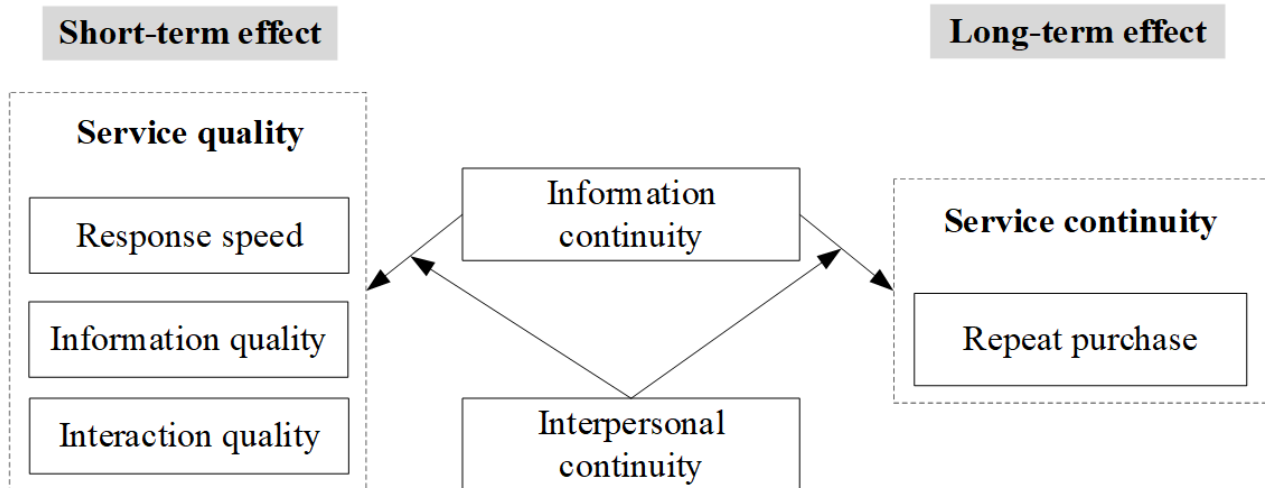 Short-term effect
Long-term effect
Service quality
Response speed
Information quality
Interaction quality
Information
continuity
Interpersonal
continuity
Service continuity
Repeat purchase